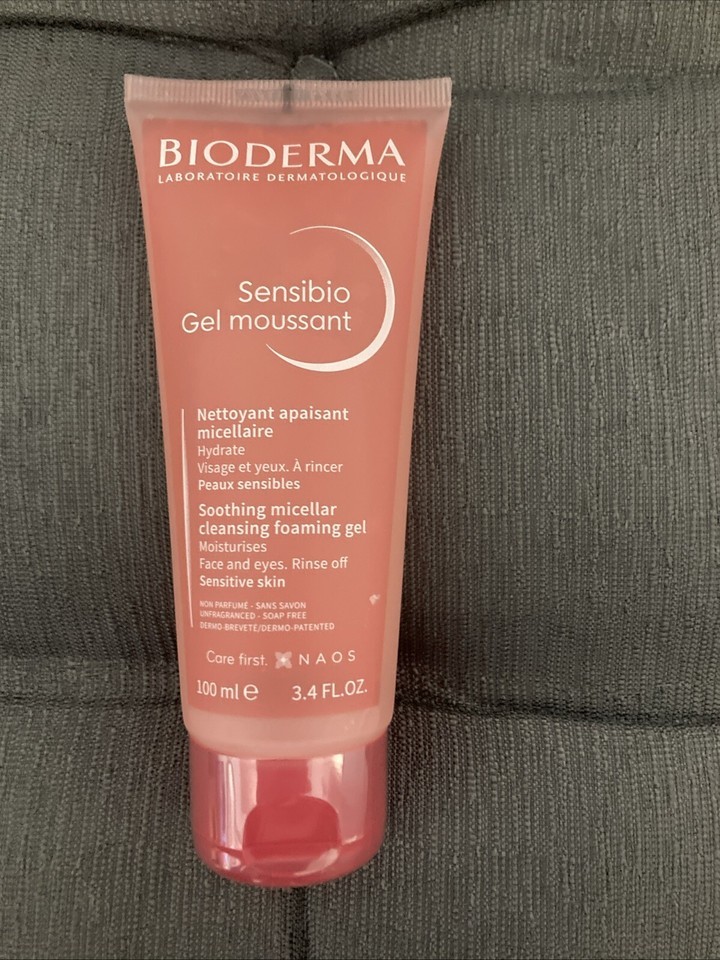 BIODERMA
LABORATOIRE DERMATOLOGIQUE
Sensibio
Gel moussant
Nettoyant apaisant
micellaire
Hydrate
Visage et yeux. À rincer
Peaux sensibles
Soothing micellar
cleansing foaming gel
Moisturises
Face and eyes. Rinse off
Sensitive skin
NON PARFUMÉ - SANS SAVON
UNFRAGRANCED - SOAP FREE
DERMO-BREVETÉ/DERMO-PATENTED
Care first. NAOS
100 ml e 3.4 FL.OZ.